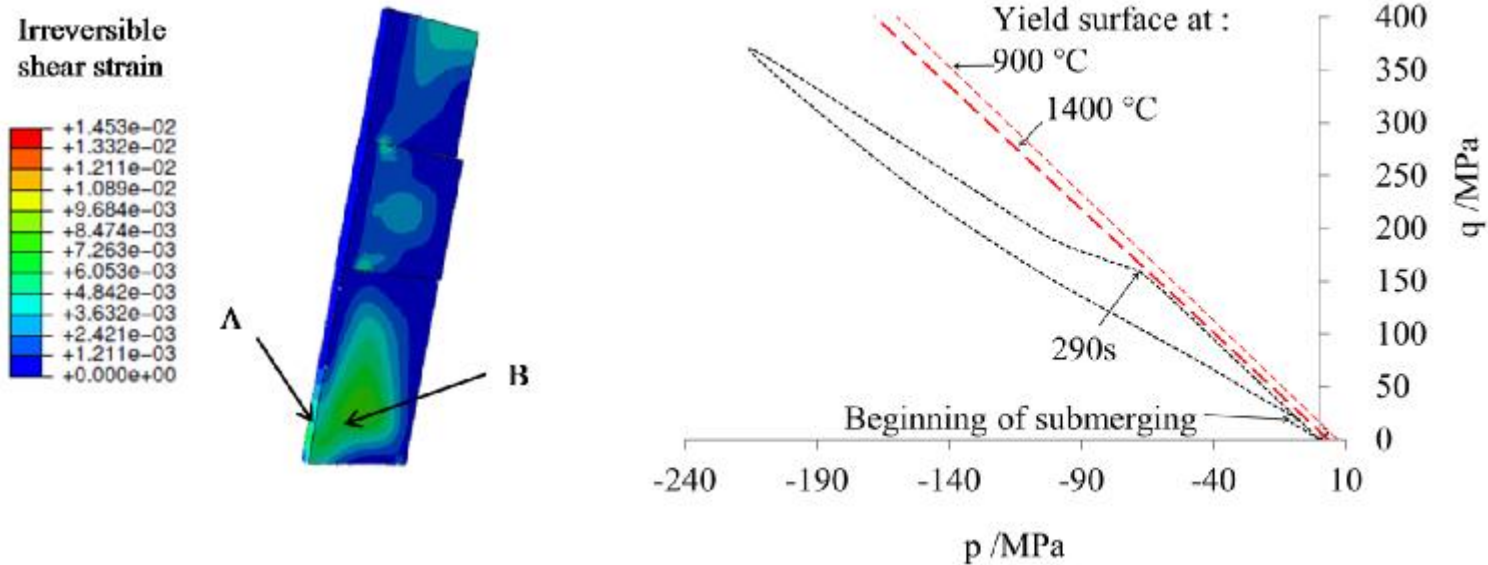 Irreversible
shear strain
+1.453e-02
+1.332e-02
+1.211e-02
+1.089e-02
+9.684e-03
+8.474e-03
+7.263e-03
+6.053e-03
+4.842e-03
+3.632e-03
+2.421e-03
+1.211e-03
+0.000e+00
A
B
Yield surface at :
900 °C
1400 °C
290s
Beginning of submerging
400
350
300
250
200
150
100
50
0
q /MPa
-240 -190 -140 -90 -40 10
p /MPa